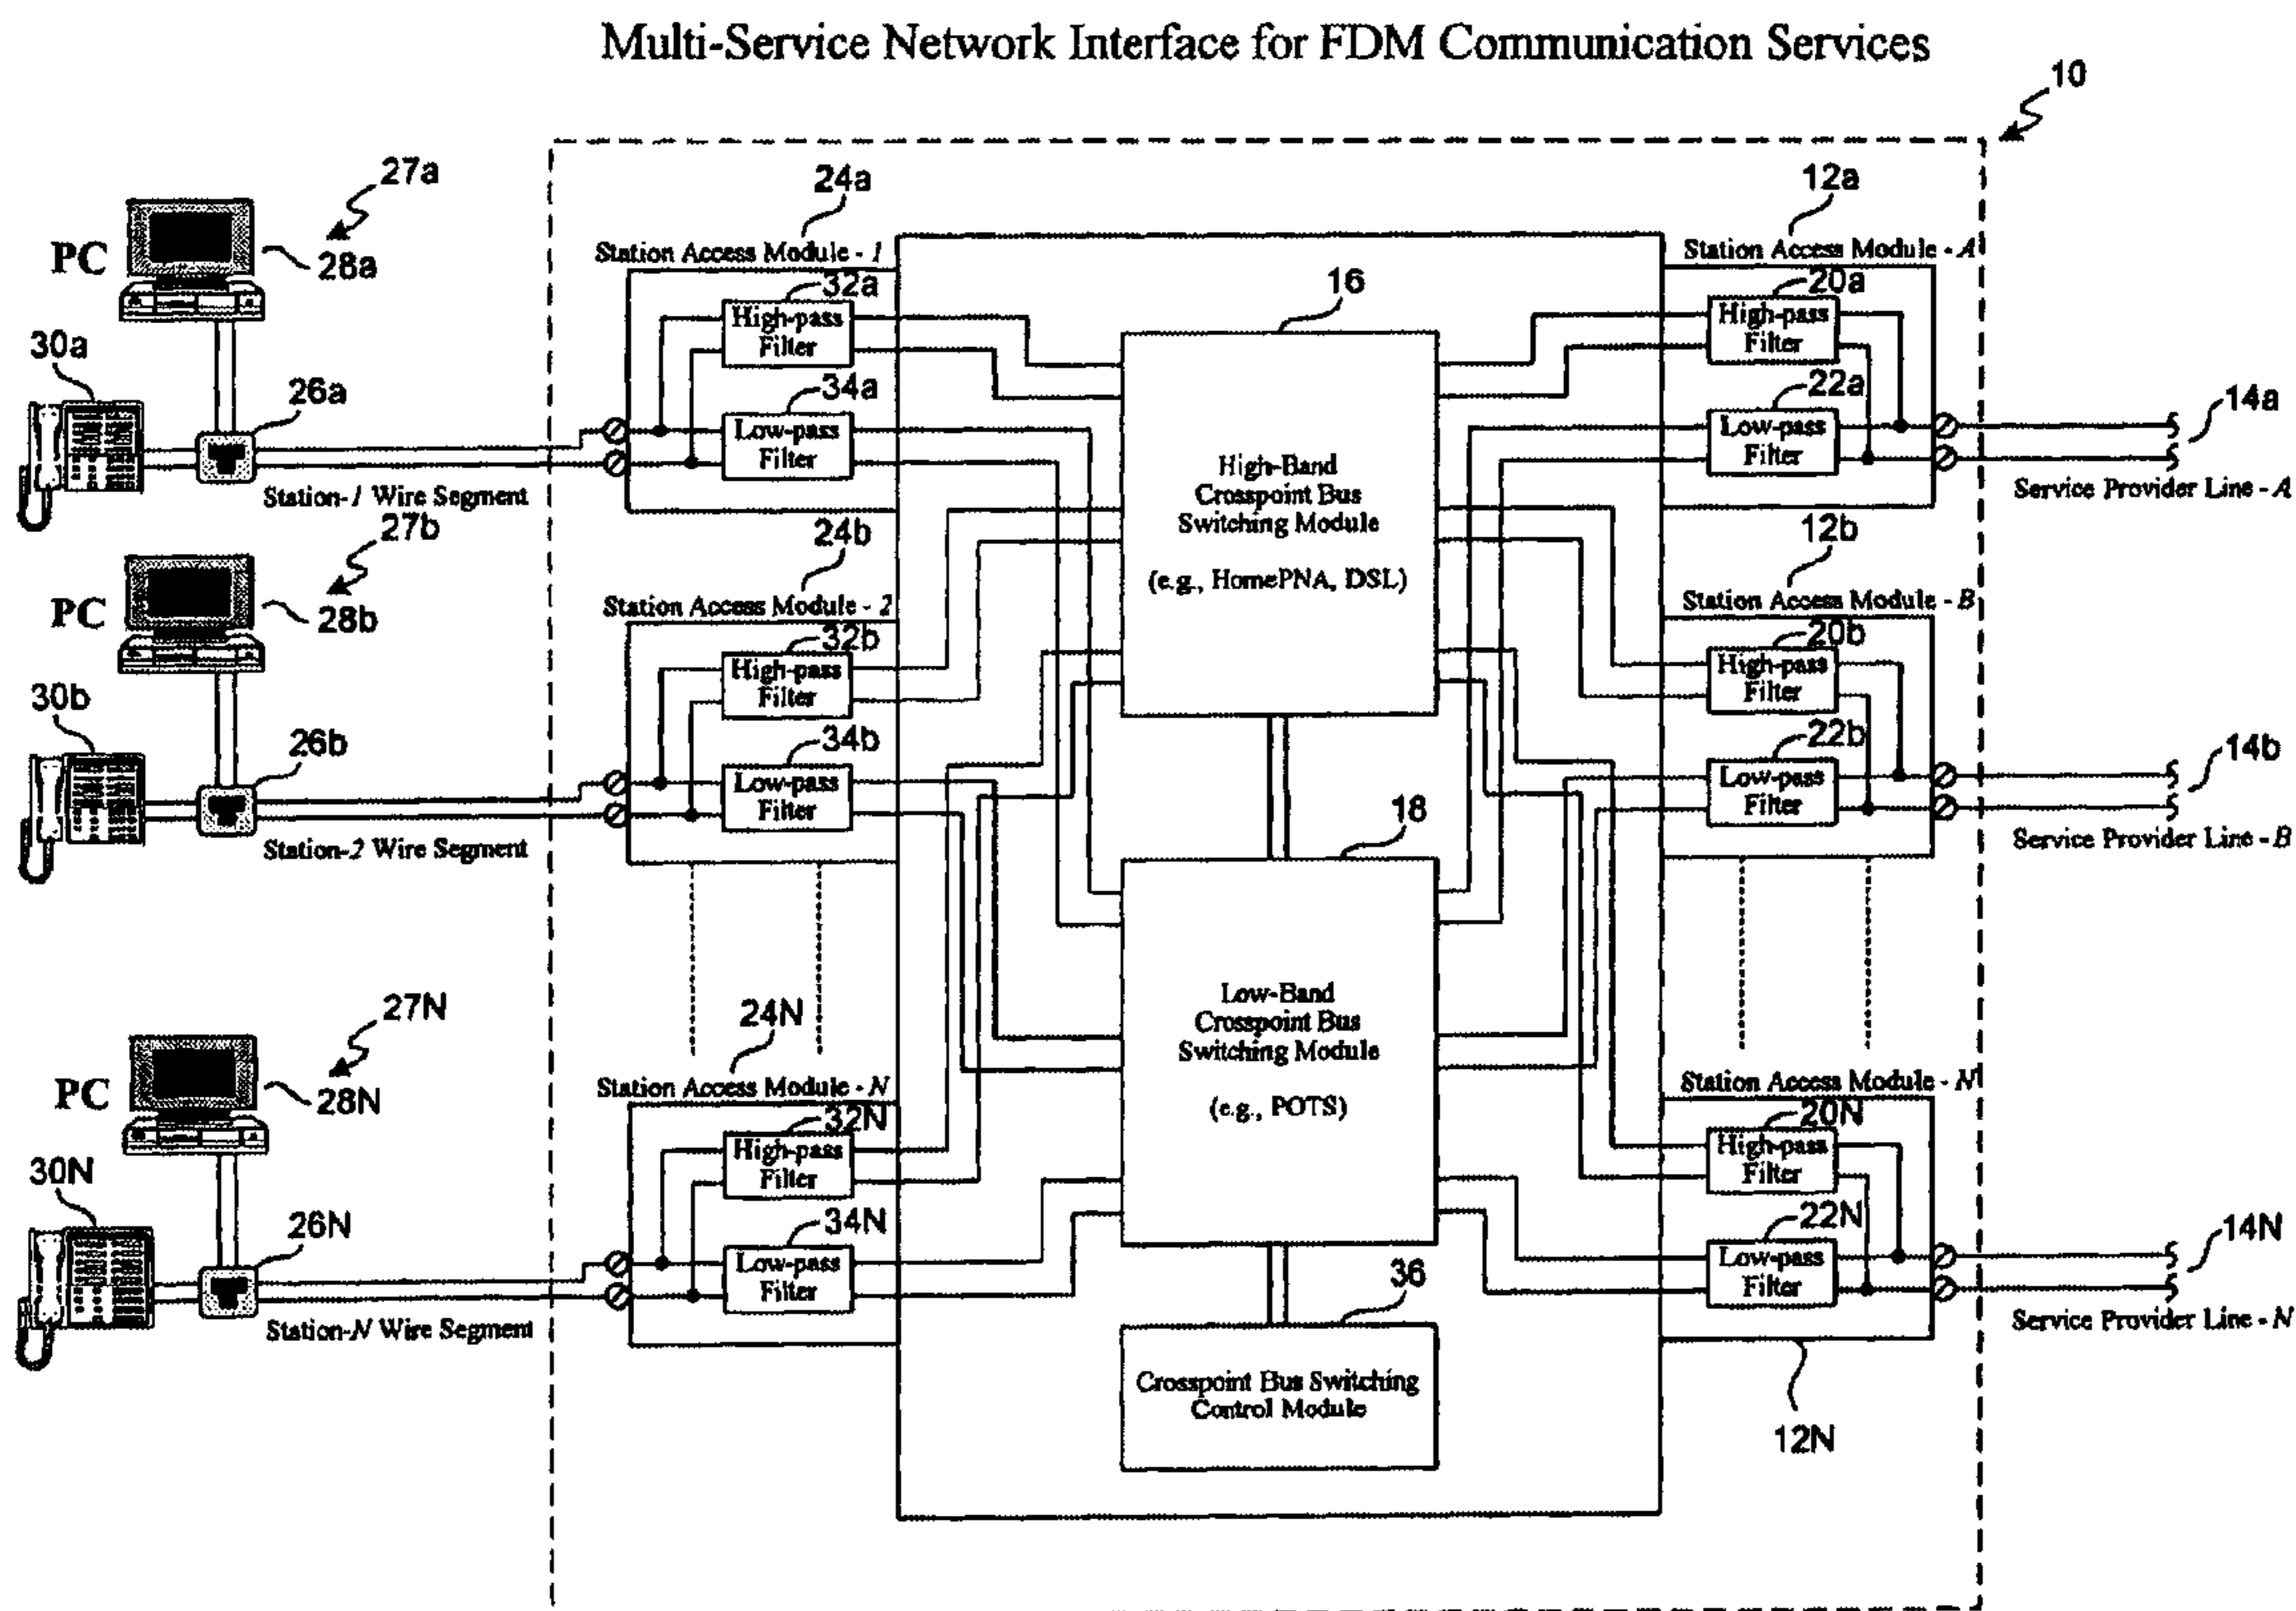 Multi-Service Network Interface for FDM Communication Services
10
27a
24a
12a
PC
28a
Station Access Module - 1
Station Access Module - A
32a
16
20a
High-pass
Filter
High-pass
Filter
30a
26a
34a
22a
14a
Low-pass
Filter
Low-pass
Filter
High-Band
Crosspoint Bus
Switching Module
(e.g., HomePNA, DSL)
Station-1 Wire Segment
Service Provider Line - A
27b
24b
12b
PC
28b
Station Access Module - 2
Station Access Module - B
32b
20b
High-pass
Filter
High-pass
Filter
30b
26b
34b
22b
14b
Low-pass
Filter
Low-pass
Filter
18
Station-2 Wire Segment
Service Provider Line - B
Low-Band
Crosspoint Bus
Switching Module
(e.g., POTS)
27N
24N
PC
28N
Station Access Module - N
Station Access Module - N
32N
20N
High-pass
Filter
High-pass
Filter
30N
26N
34N
22N
14N
Low-pass
Filter
Low-pass
Filter
36
Station-N Wire Segment
Service Provider Line - N
Crosspoint Bus Switching
Control Module
12N